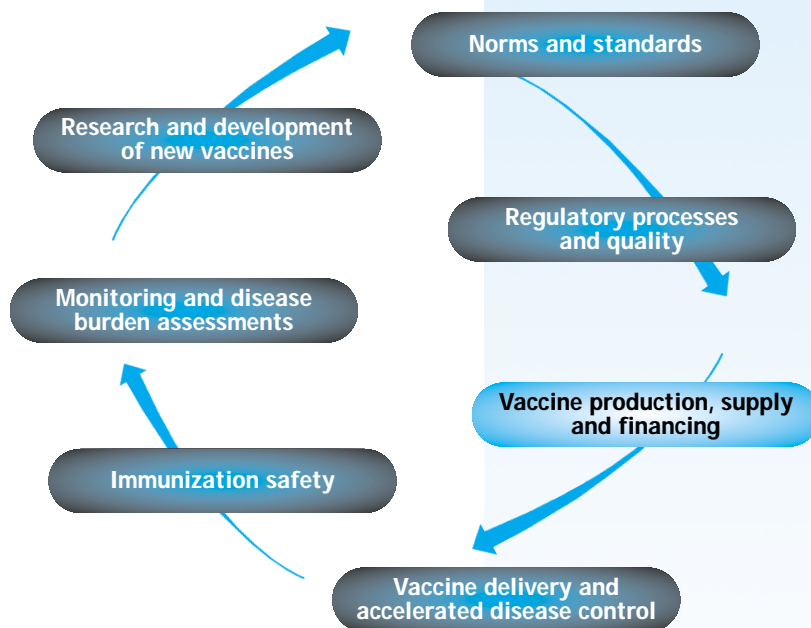 Norms and standards
Research and development
of new vaccines
Regulatory processes
and quality
Monitoring and disease
burden assessments
Vaccine production, supply
and financing
Immunization safety
Vaccine delivery and
accelerated disease control